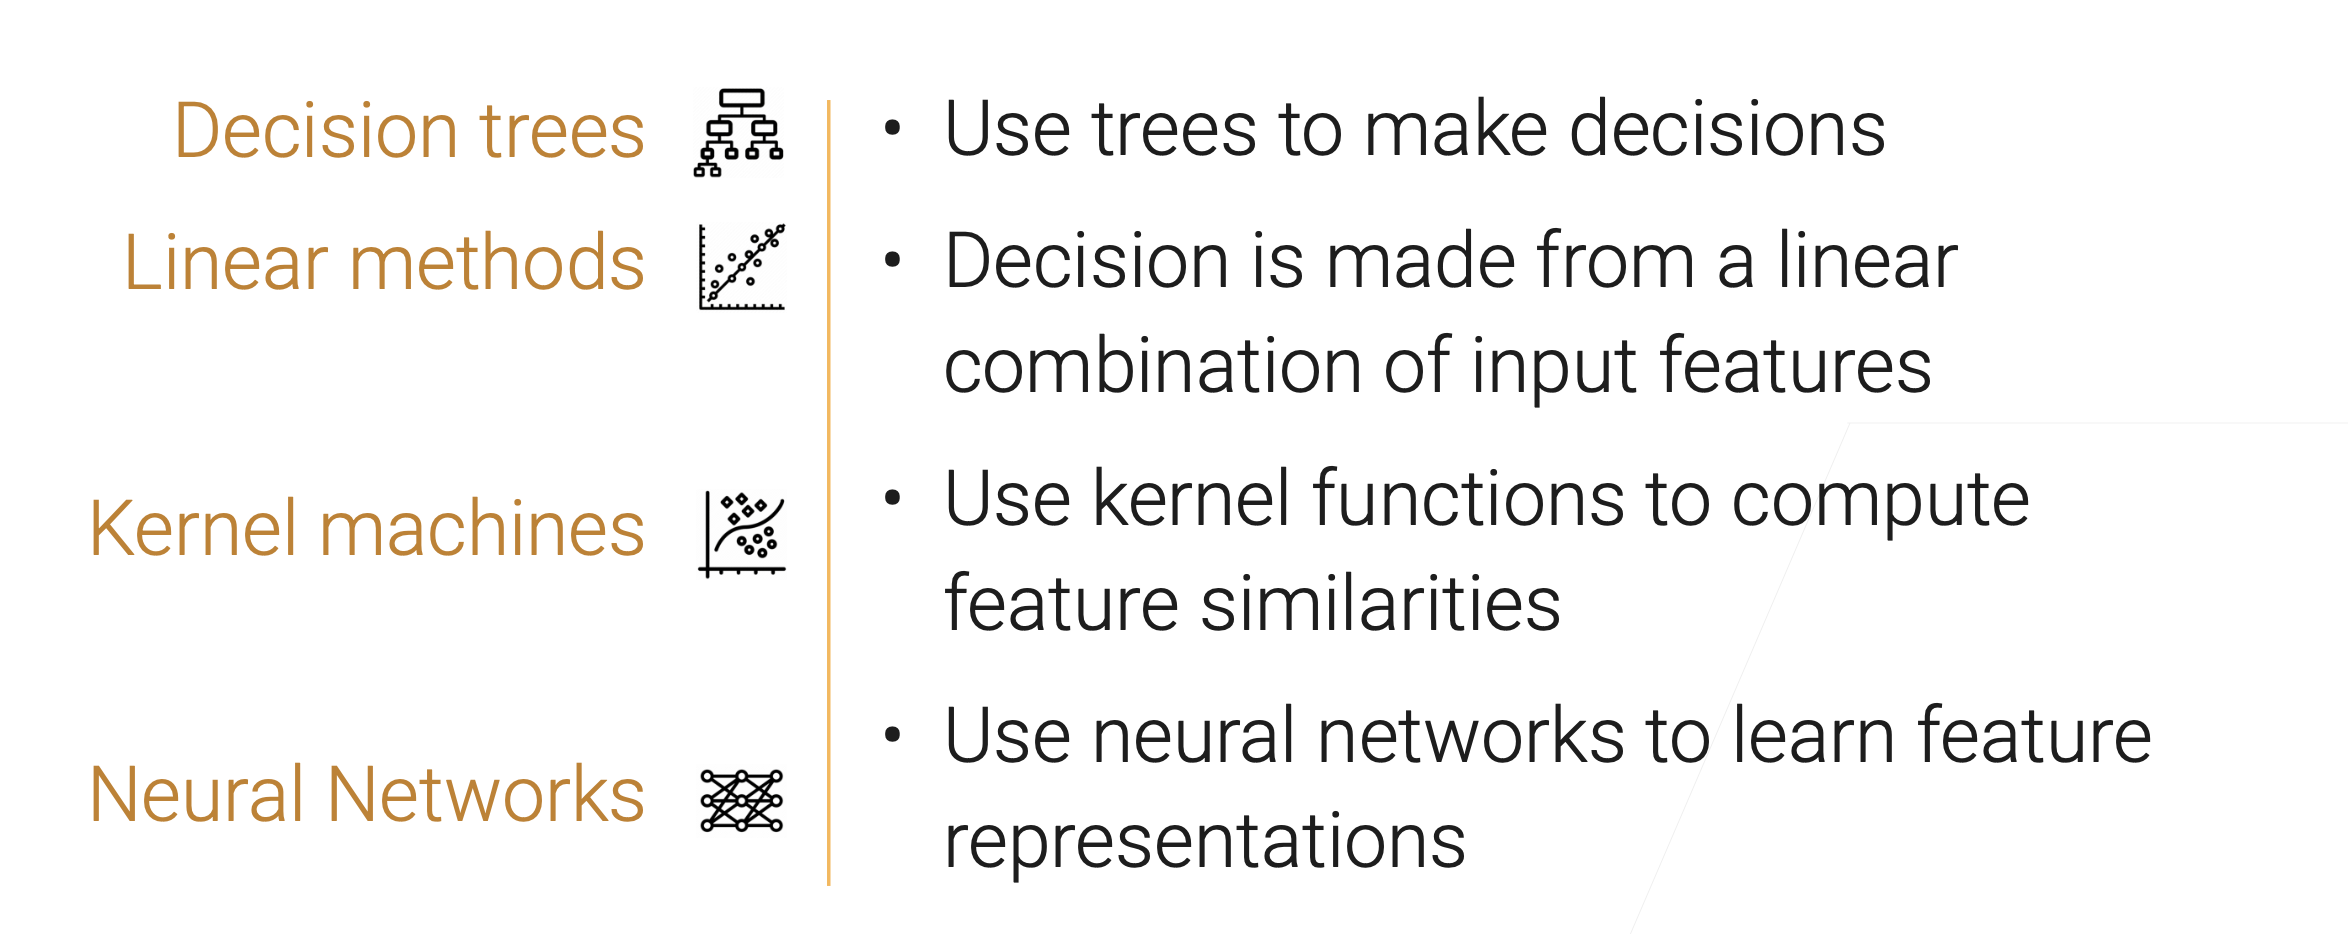 Decision trees
• Use trees to make decisions
Linear methods
• Decision is made from a linear
combination of input features
Kernel machines
• Use kernel functions to compute
feature similarities
Neural Networks
• Use neural networks to learn feature
representations